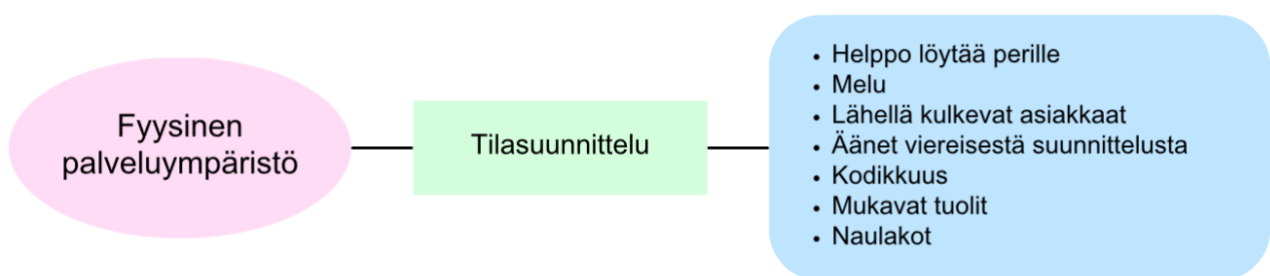 Fyysinen
palveluympäristö
Tilasuunnittelu
• Helppo löytää perille
• Melu
• Lähellä kulkevat asiakkaat
• Äänet viereisestä suunnittelusta
• Kodikkuus
• Mukavat tuolit
• Naulakot